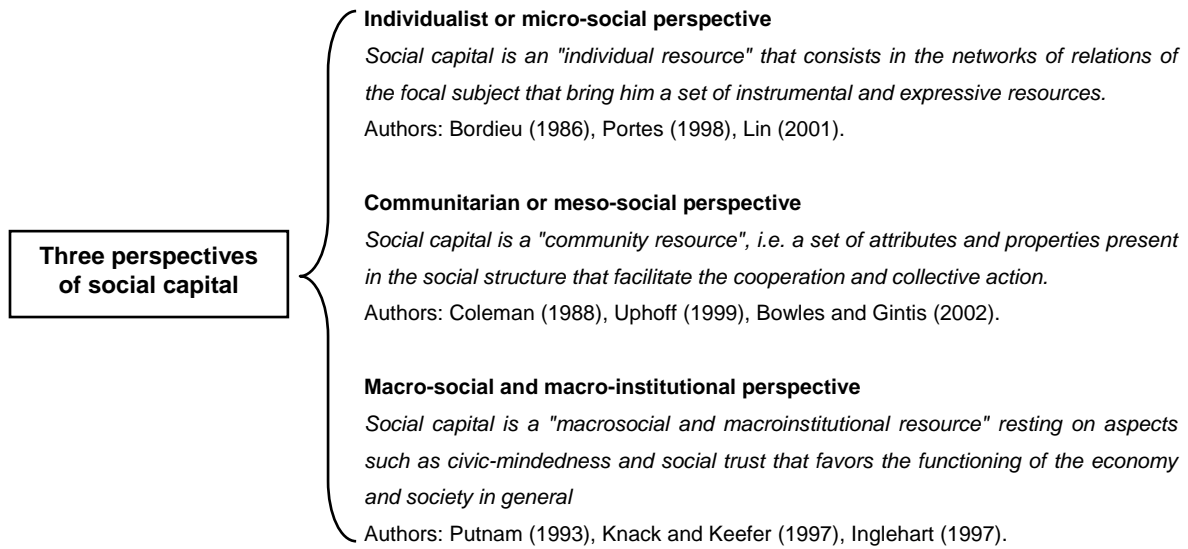 Three perspectives
of social capital
Individualist or micro-social perspective
Social capital is an "individual resource" that consists in the networks of relations of
the focal subject that bring him a set of instrumental and expressive resources.
Authors: Bordieu (1986), Portes (1998), Lin (2001).
Communitarian or meso-social perspective
Social capital is a "community resource", i.e. a set of attributes and properties present
in the social structure that facilitate the cooperation and collective action.
Authors: Coleman (1988), Uphoff (1999), Bowles and Gintis (2002).
Macro-social and macro-institutional perspective
Social capital is a "macrosocial and macroinstitutional resource" resting on aspects
such as civic-mindedness and social trust that favors the functioning of the economy
and society in general
Authors: Putnam (1993), Knack and Keefer (1997), Inglehart (1997).